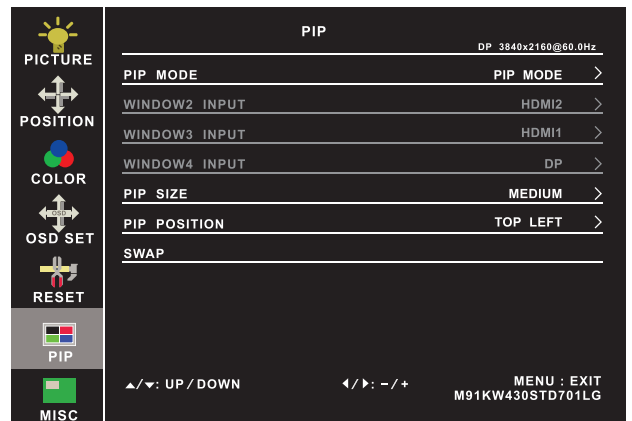 PICTURE
POSITION
COLOR
OSD
OSD SET
RESET
PIP
MISC
PIP
DP 3840x2160@60.0Hz
PIP MODE PIP MODE >
WINDOW2 INPUT HDMI2 >
WINDOW3 INPUT HDMI1 >
WINDOW4 INPUT DP >
PIP SIZE MEDIUM >
PIP POSITION TOP LEFT >
SWAP
▲/▼: UP/DOWN ◀/▶: -/+ MENU : EXIT
M91KW430STD701LG